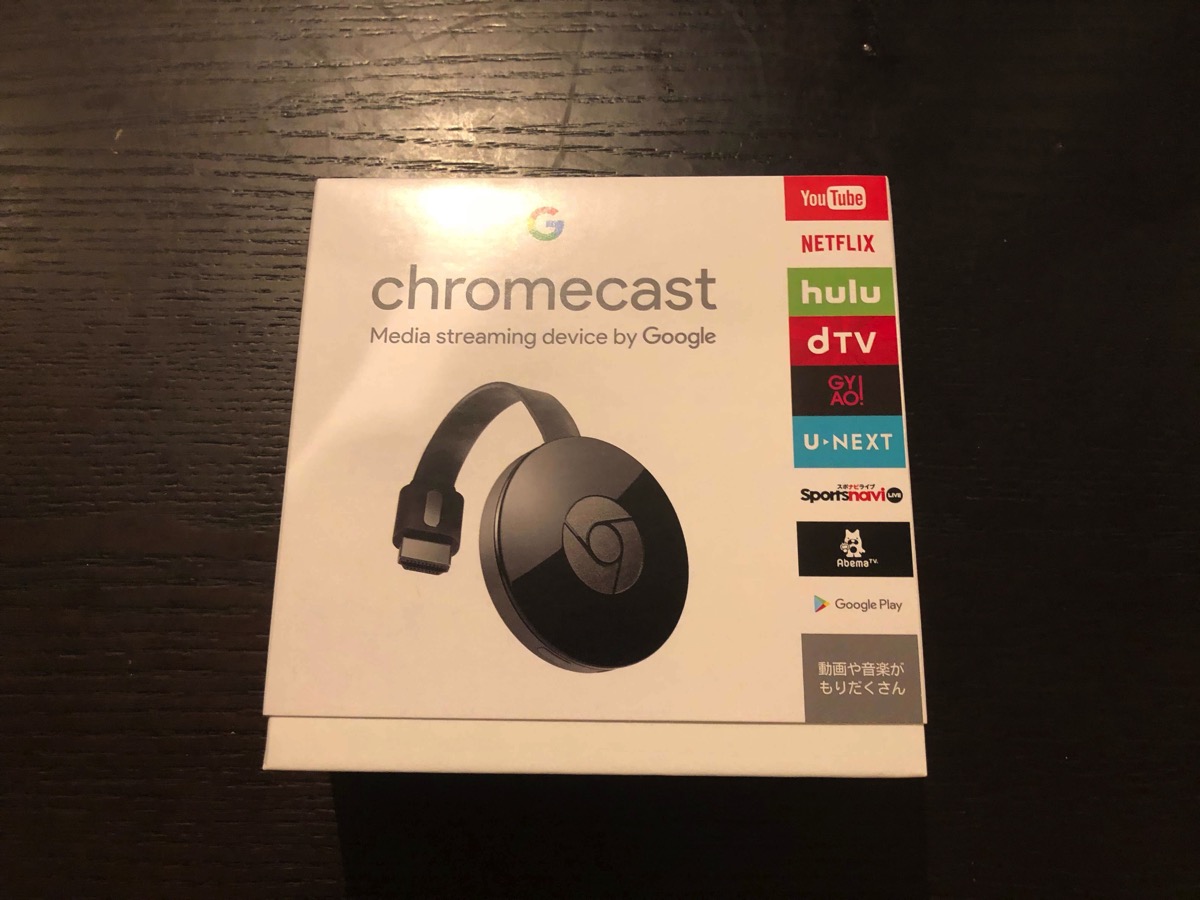 G
chromecast
Media streaming device by Google
YouTube
NETFLIX
hulu
dTV
GY
AO!
U-NEXT
スポナビライブ
Sportsnavi LIVE
AbemaTV
Google Play
動画や音楽が
もりだくさん